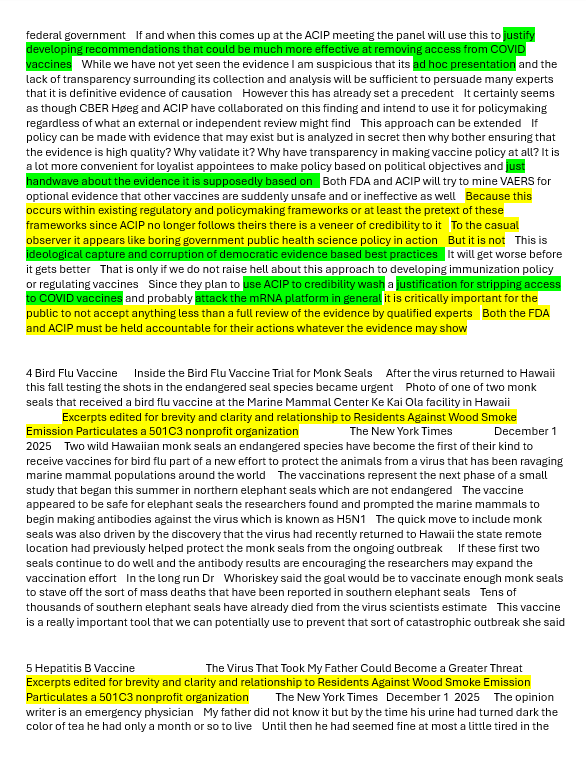 federal government If and when this comes up at the ACIP meeting the panel will use this to justify
developing recommendations that could be much more effective at removing access from COVID
vaccines While we have not yet seen the evidence I am suspicious that its ad hoc presentation and the
lack of transparency surrounding its collection and analysis will be sufficient to persuade many experts
that it is definitive evidence of causation However this has already set a precedent It certainly seems
as though CBER Høeg and ACIP have collaborated on this finding and intend to use it for policymaking
regardless of what an external or independent review might find This approach can be extended If
policy can be made with evidence that may exist but is analyzed in secret then why bother ensuring that
the evidence is high quality? Why validate it? Why have transparency in making vaccine policy at all? It is
a lot more convenient for loyalist appointees to make policy based on political objectives and just
handwave about the evidence it is supposedly based on Both FDA and ACIP will try to mine VAERS for
optional evidence that other vaccines are suddenly unsafe and or ineffective as well Because this
occurs within existing regulatory and policymaking frameworks or at least the pretext of these
frameworks since ACIP no longer follows theirs there is a veneer of credibility to it To the casual
observer it appears like boring government public health science policy in action But it is not This is
ideological capture and corruption of democratic evidence based best practices It will get worse before
it gets better That is only if we do not raise hell about this approach to developing immunization policy
or regulating vaccines Since they plan to use ACIP to credibility wash a justification for stripping access
to COVID vaccines and probably attack the mRNA platform in general it is critically important for the
public to not accept anything less than a full review of the evidence by qualified experts Both the FDA
and ACIP must be held accountable for their actions whatever the evidence may show
4 Bird Flu Vaccine Inside the Bird Flu Vaccine Trial for Monk Seals After the virus returned to Hawaii
this fall testing the shots in the endangered seal species became urgent Photo of one of two monk
seals that received a bird flu vaccine at the Marine Mammal Center Ke Kai Ola facility in Hawaii
Excerpts edited for brevity and clarity and relationship to Residents Against Wood Smoke
Emission Particulates a 501C3 nonprofit organization The New York Times December 1
2025 Two wild Hawaiian monk seals an endangered species have become the first of their kind to
receive vaccines for bird flu part of a new effort to protect the animals from a virus that has been ravaging
marine mammal populations around the world The vaccinations represent the next phase of a small
study that began this summer in northern elephant seals which are not endangered The vaccine
appeared to be safe for elephant seals the researchers found and prompted the marine mammals to
begin making antibodies against the virus which is known as H5N1 The quick move to include monk
seals was also driven by the discovery that the virus had recently returned to Hawaii the state remote
location had previously helped protect the monk seals from the ongoing outbreak If these first two
seals continue to do well and the antibody results are encouraging the researchers may expand the
vaccination effort In the long run Dr Whoriskey said the goal would be to vaccinate enough monk seals
to stave off the sort of mass deaths that have been reported in southern elephant seals Tens of
thousands of southern elephant seals have already died from the virus scientists estimate This vaccine
is a really important tool that we can potentially use to prevent that sort of catastrophic outbreak she said
5 Hepatitis B Vaccine The Virus That Took My Father Could Become a Greater Threat
Excerpts edited for brevity and clarity and relationship to Residents Against Wood Smoke Emission
Particulates a 501C3 nonprofit organization The New York Times December 1 2025 The opinion
writer is an emergency physician My father did not know it but by the time his urine had turned dark the
color of tea he had only a month or so to live Until then he had seemed fine at most a little tired in the